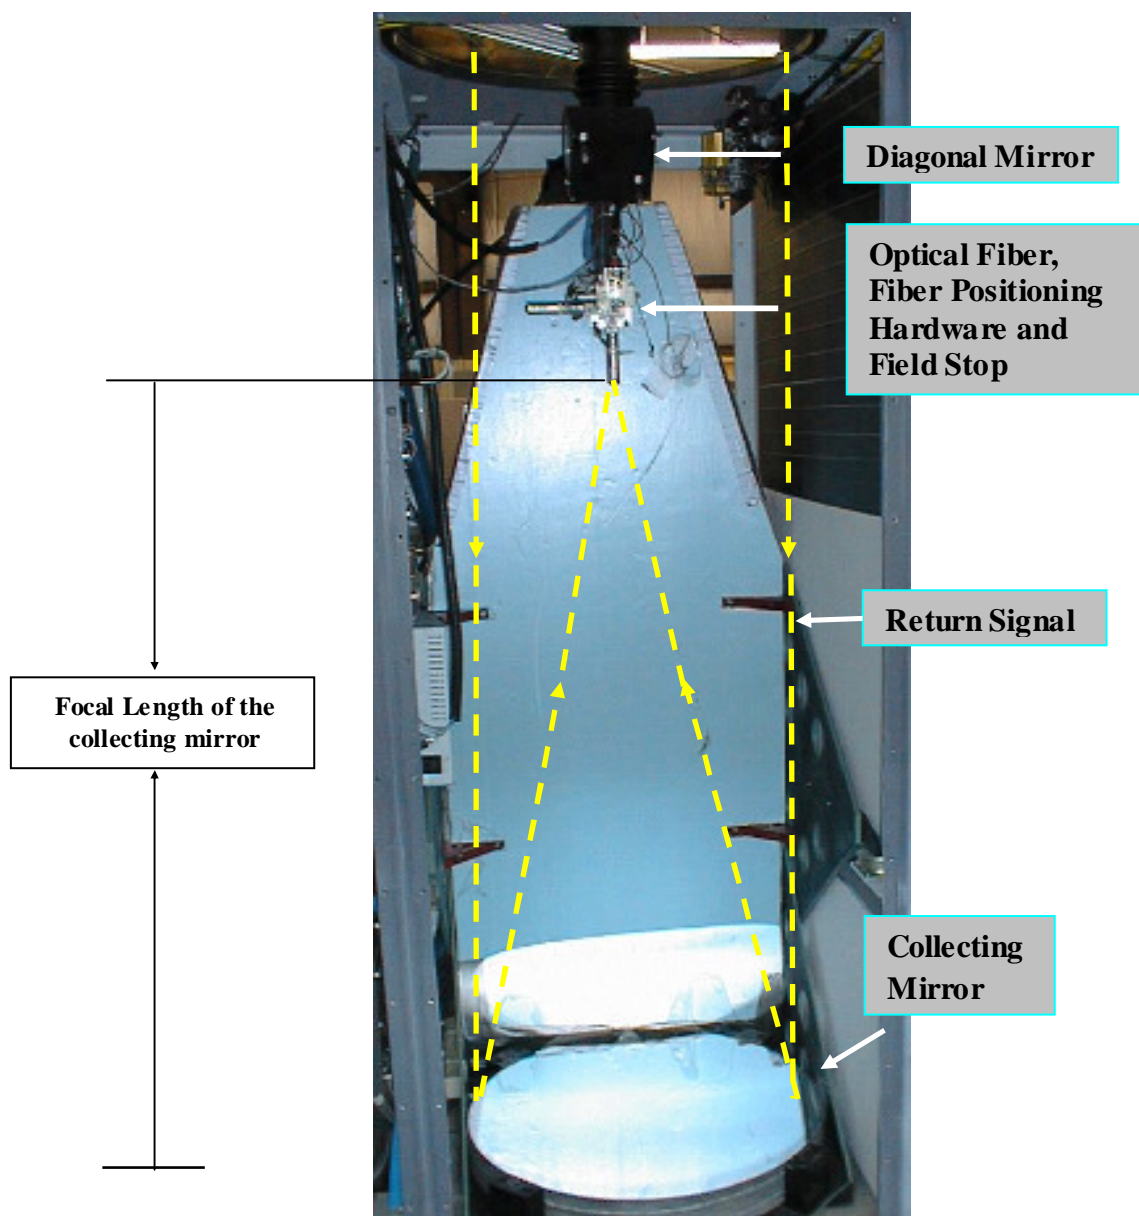 Diagonal Mirror
Optical Fiber,
Fiber Positioning
Hardware and
Field Stop
Return Signal
Focal Length of the
collecting mirror
Collecting
Mirror